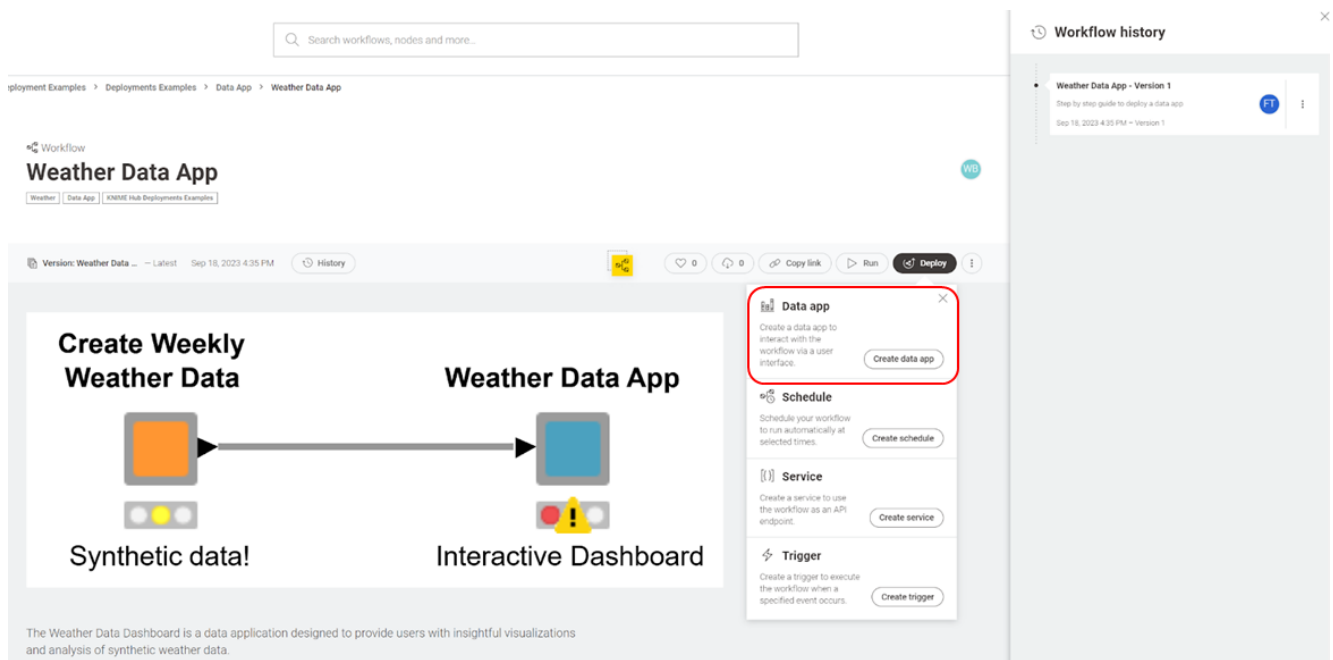 Search workflows, nodes and more...
Workflow history
ployment Examples > Deployments Examples > Data App > Weather Data App
Weather Data App - Version 1
Step by step guide to deploy a data app
Sep 18, 2023 4:35 PM – Version 1
FT
Workflow
Weather Data App
WB
Weather Data App KNIME Hub Deployments Examples
Version: Weather Data ... — Latest Sep 18, 2023 4:35 PM History 0 0 Copy link Run Deploy
Data app
Create a data app to
interact with the
workflow via a user
interface.
Create data app
Schedule
Schedule your workflow
to run automatically at
selected times.
Create schedule
Service
Create a service to use
the workflow as an API
endpoint.
Create service
Trigger
Create a trigger to execute
the workflow when a
specified event occurs.
Create trigger
Create Weekly
Weather Data
Weather Data App
Synthetic data!
Interactive Dashboard
The Weather Data Dashboard is a data application designed to provide users with insightful visualizations
and analysis of synthetic weather data.